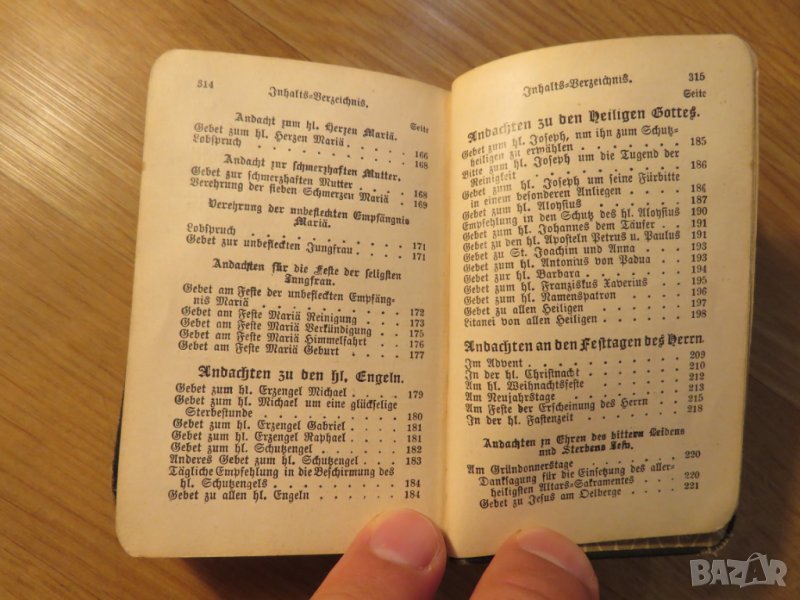 314
Inhalts-Verzeichnis.
Andacht zum hl. Herzen Mariä.
Seite
Gebet zum hl. Herzen Mariä . . . . 166
Lobspruch . . . . 168
Andacht zur schmerzhaften Mutter.
Gebet zur schmerzhaften Mutter . . . . 168
Verehrung der sieben Schmerzen Mariä . 169
Verehrung der unbefleckten Empfängnis
Mariä.
Lobspruch . . . . 171
Gebet zur unbefleckten Jungfrau . . . . 171
Andachten für die Feste der seligsten
Jungfrau.
Gebet am Feste der unbefleckten Empfäng-
nis Mariä . . . . 172
Gebet am Feste Mariä Reinigung . . . 173
Gebet am Feste Mariä Verkündigung . . 175
Gebet am Feste Mariä Himmelfahrt . . 176
Gebet am Feste Mariä Geburt . . . . 177
Andachten zu den hl. Engeln.
Gebet zum hl. Erzengel Michael . . . . 179
Gebet zum hl. Michael um eine glückselige
Sterbestunde . . . . 180
Gebet zum hl. Erzengel Gabriel . . . . 181
Gebet zum hl. Erzengel Raphael . . . . 181
Gebet zum hl. Schutzengel . . . . 182
Anderes Gebet zum hl. Schutzengel . . . 183
Tägliche Empfehlung in die Beschirmung des
hl. Schutzengels . . . . 184
Gebet zu allen hl. Engeln . . . . 184
Inhalts-Verzeichnis.
315
Seite
Andachten zu den Heiligen Gottes.
Gebet zum hl. Joseph, um ihn zum Schutz-
heiligen zu erwählen . . . . 185
Bitte zum hl. Joseph um die Tugend der
Reinigkeit . . . . 186
Gebet zum hl. Joseph um seine Fürbitte
in einem besonderen Anliegen . . . . 186
Gebet zum hl. Aloysius . . . . 187
Empfehlung in den Schutz des hl. Aloysius 190
Gebet zum hl. Johannes dem Täufer . . 191
Gebet zu den hl. Aposteln Petrus u. Paulus 191
Gebet zu St. Joachim und Anna . . . . 193
Gebet zum hl. Antonius von Padua . . 193
Gebet zur hl. Barbara . . . . 194
Gebet zum hl. Franziskus Xaverius . . . 195
Gebet zum hl. Namenspatron . . . . 196
Gebet zu allen Heiligen . . . . 197
Litanei von allen Heiligen . . . . 198
Andachten an den Festtagen des Herrn.
Im Advent . . . . 209
In der hl. Christnacht . . . . 210
Am hl. Weihnachtsfeste . . . . 212
Am Neujahrstage . . . . 213
Am Feste der Erscheinung des Herrn . . 215
In der hl. Fastenzeit . . . . 218
Andachten zu Ehren des bittern Leidens
und Sterbens Jesu.
Am Gründonnerstage . . . . 220
Danksagung für die Einsetzung des aller-
heiligsten Altars-Sakramentes . . . . 220
Gebet zu Jesus am Oelberge . . . . 221
BAZAR